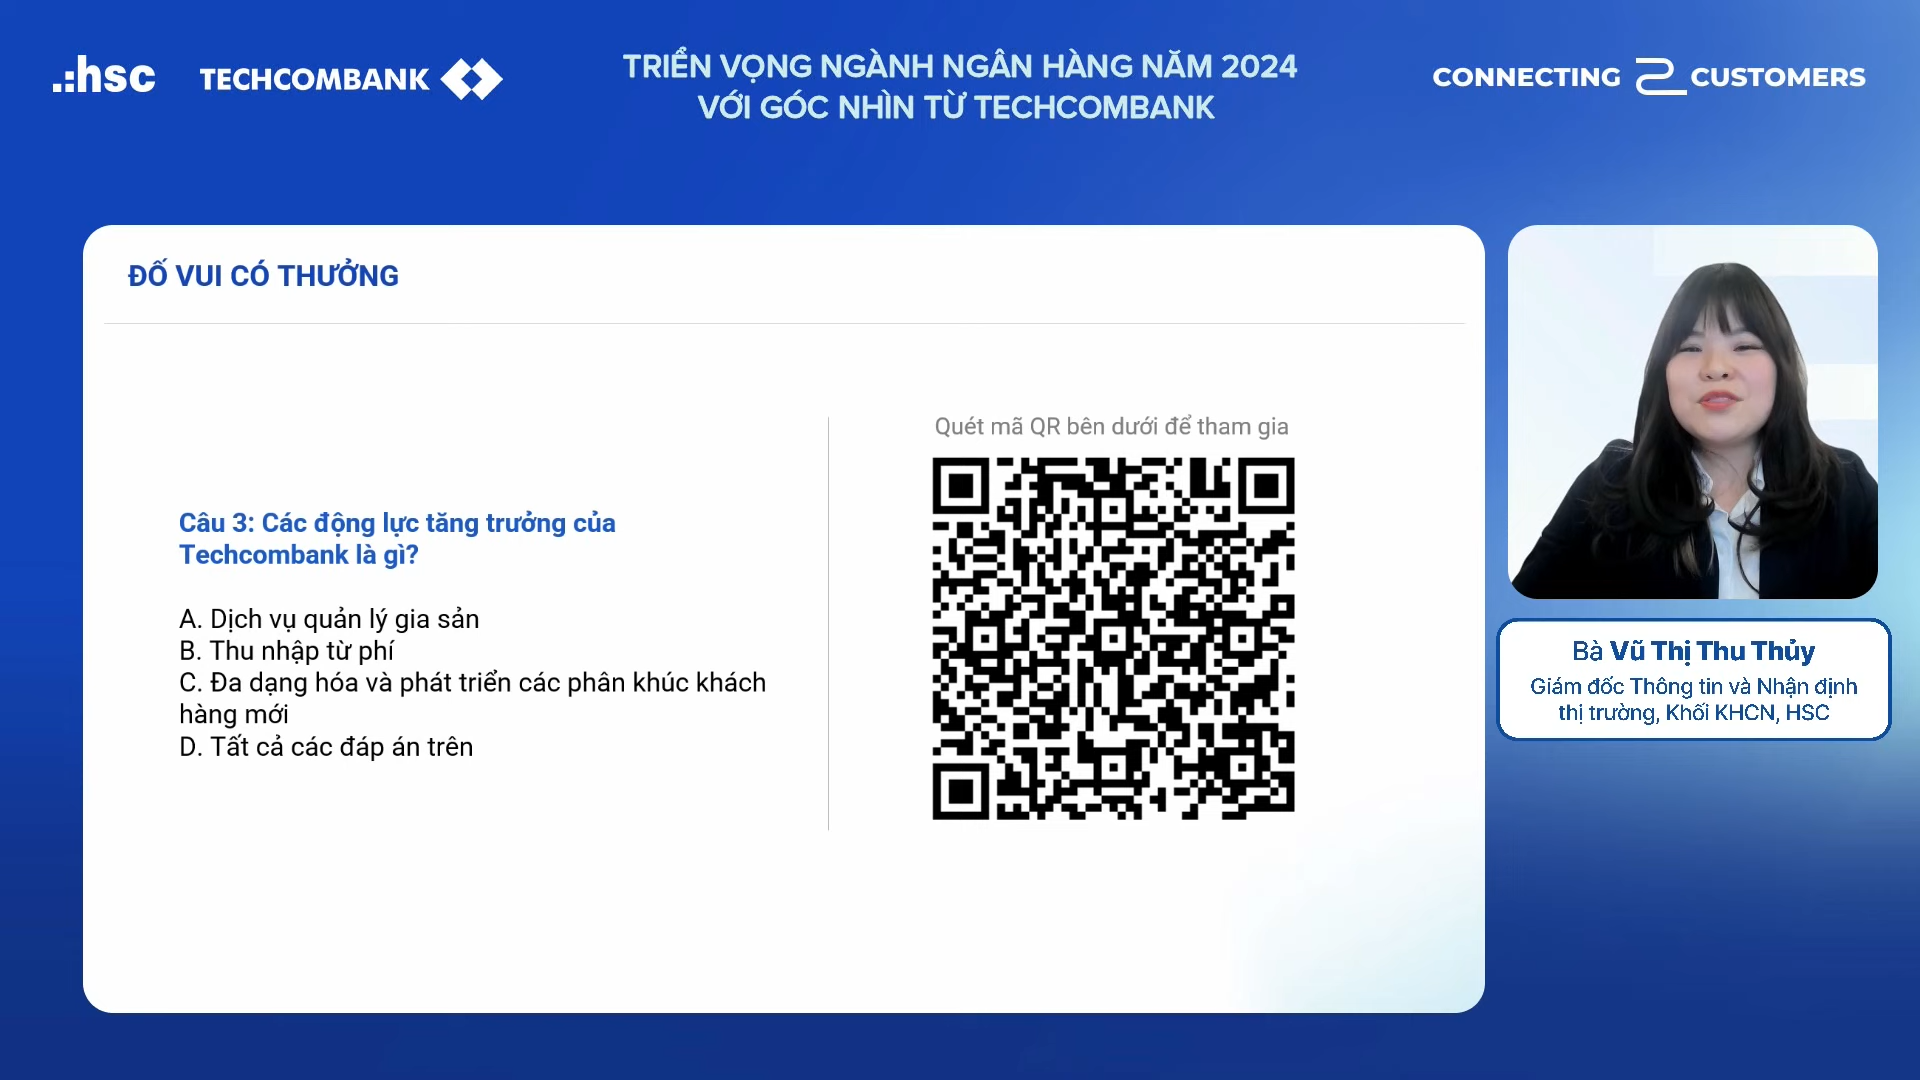 .:hsc TECHCOMBANK
TRIỂN VỌNG NGÀNH NGÂN HÀNG NĂM 2024
VỚI GÓC NHÌN TỪ TECHCOMBANK
CONNECTING CUSTOMERS
ĐỐ VUI CÓ THƯỞNG
Câu 3: Các động lực tăng trưởng của
Techcombank là gì?
A. Dịch vụ quản lý gia sản
B. Thu nhập từ phí
C. Đa dạng hóa và phát triển các phân khúc khách
hàng mới
D. Tất cả các đáp án trên
Quét mã QR bên dưới để tham gia
Bà Vũ Thị Thu Thủy
Giám đốc Thông tin và Nhận định
thị trường, Khối KHCN, HSC